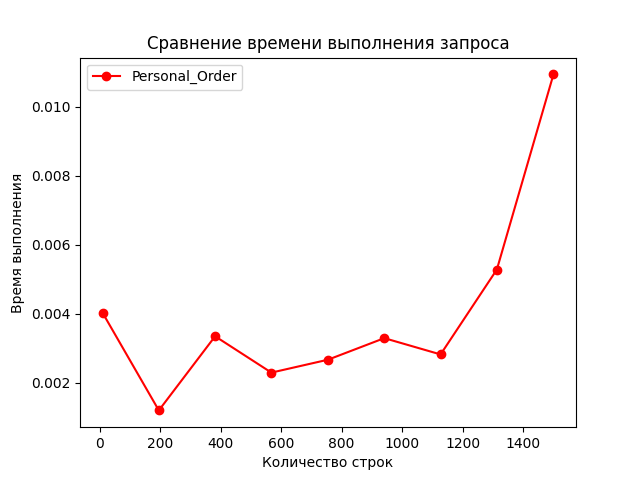 Сравнение времени выполнения запроса
Personal_Order
0.010
0.008
0.006
0.004
0.002
Время выполнения
0 200 400 600 800 1000 1200 1400
Количество строк